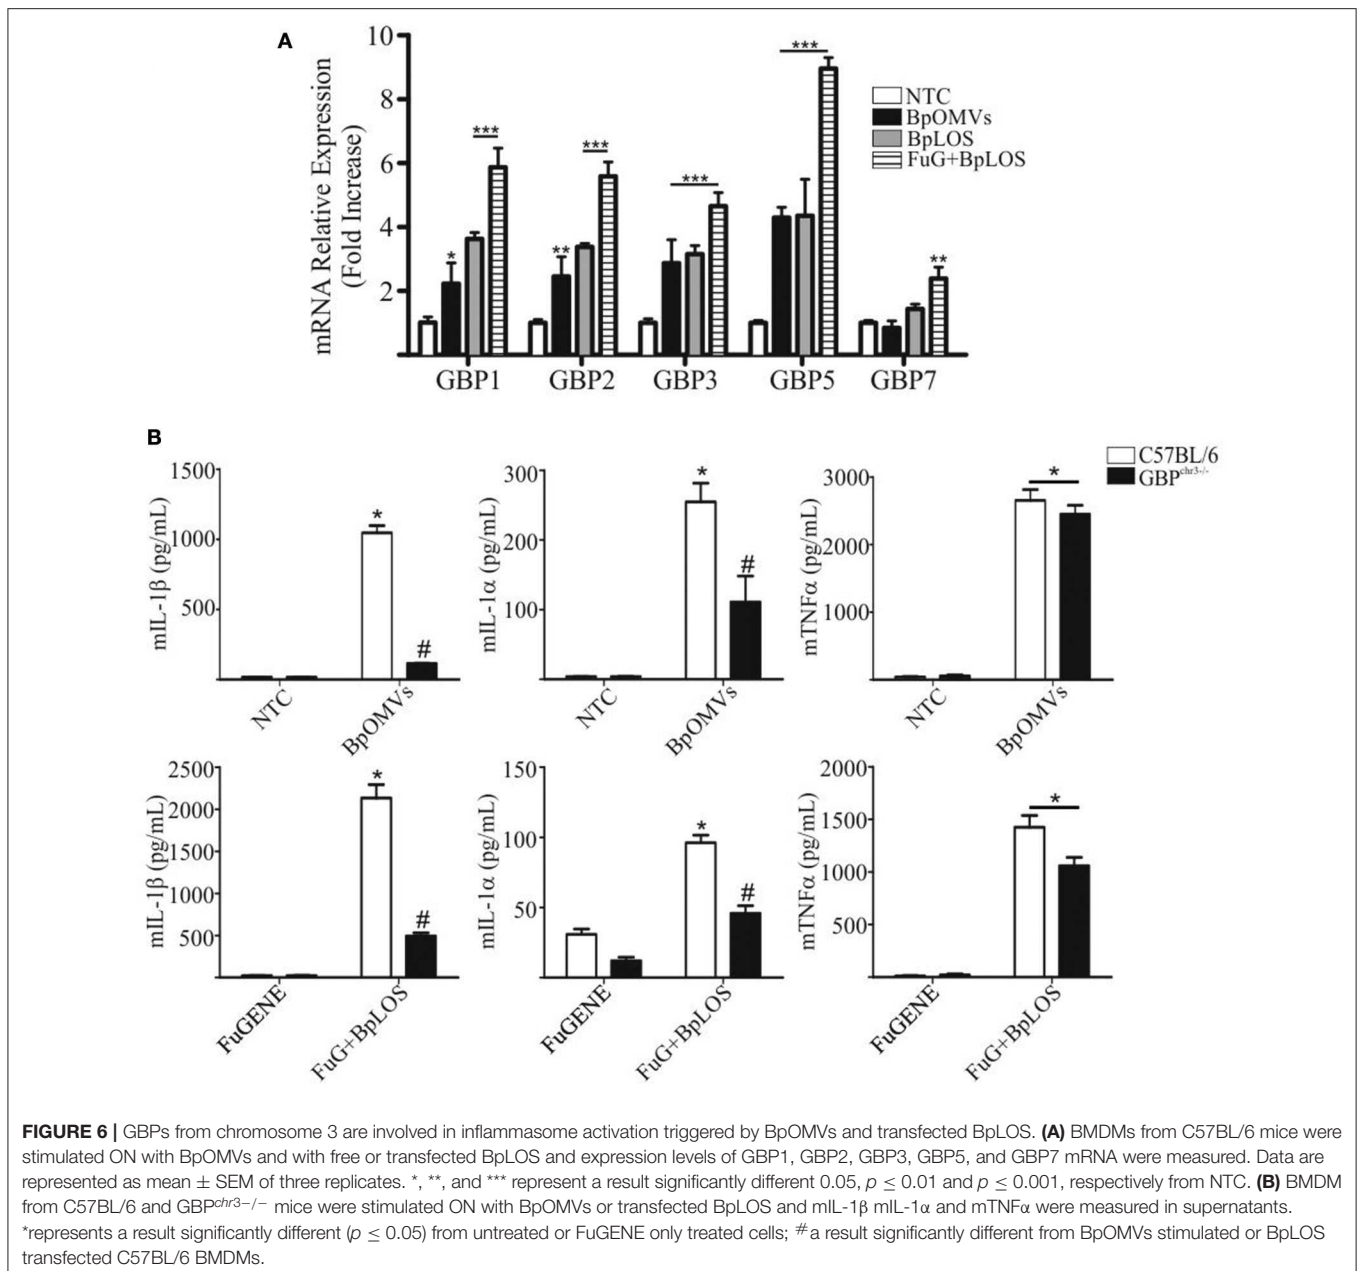 A
mRNA Relative Expression
(Fold Increase)
10
8
6
4
2
*
***
**
***
***
***
**
NTC
BpOMVs
BpLOS
FuG+BpLOS
GBP1
GBP2
GBP3
GBP5
GBP7
B
C57BL/6
GBPchr3-/-
mIL-1β (pg/mL)
1500
1000
500
*
#
NTC
BpOMVs
mIL-1α (pg/mL)
300
200
100
*
#
NTC
BpOMVs
mTNFα (pg/mL)
3000
2000
1000
*
NTC
BpOMVs
mIL-1β (pg/mL)
2500
2000
1500
1000
500
*
#
FuGENE
FuG+BpLOS
mIL-1α (pg/mL)
150
100
50
*
#
FuGENE
FuG+BpLOS
mTNFα (pg/mL)
2000
1500
1000
500
*
FuGENE
FuG+BpLOS
FIGURE 6 | GBPs from chromosome 3 are involved in inflammasome activation triggered by BpOMVs and transfected BpLOS. (A) BMDMs from C57BL/6 mice were
stimulated ON with BpOMVs and with free or transfected BpLOS and expression levels of GBP1, GBP2, GBP3, GBP5, and GBP7 mRNA were measured. Data are
represented as mean ± SEM of three replicates. *, **, and *** represent a result significantly different 0.05, p ≤ 0.01 and p ≤ 0.001, respectively from NTC. (B) BMDM
from C57BL/6 and GBPchr3−/− mice were stimulated ON with BpOMVs or transfected BpLOS and mIL-1β mIL-1α and mTNFα were measured in supernatants.
*represents a result significantly different (p ≤ 0.05) from untreated or FuGENE only treated cells; #a result significantly different from BpOMVs stimulated or BpLOS
transfected C57BL/6 BMDMs.